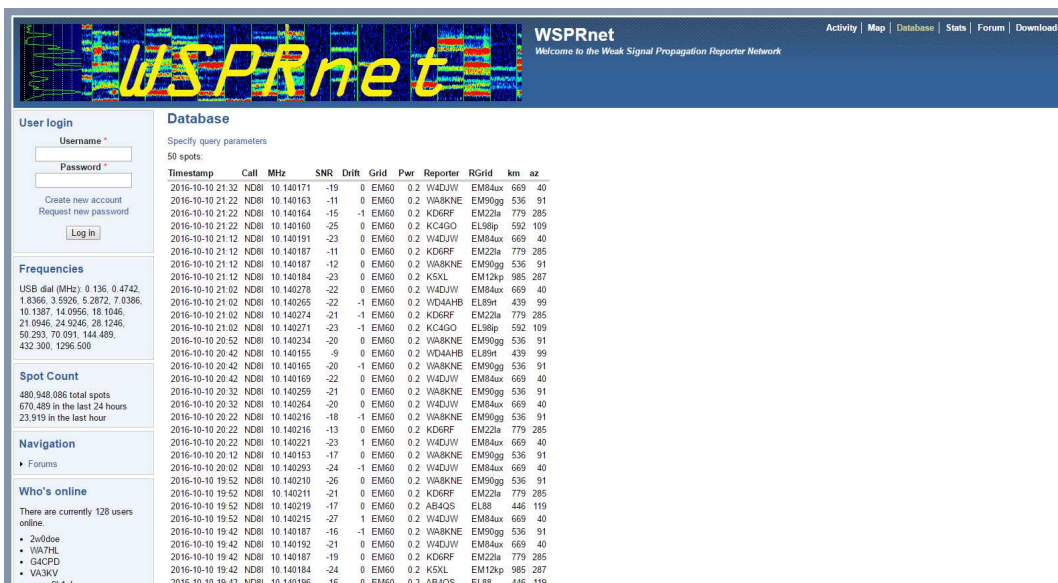 WSPRnet
WSPRnet
Welcome to the Weak Signal Propagation Reporter Network
Activity | Map | Database | Stats | Forum | Download
User login
Username *
Password *
Create new account
Request new password
Log in
Frequencies
USB dial (MHz): 0.136, 0.4742,
1.8366, 3.5926, 5.2872, 7.0386,
10.1387, 14.0956, 18.1046,
21.0946, 24.9246, 28.1246,
50.293, 70.091, 144.489,
432.300, 1296.500
Spot Count
480,948,086 total spots
670,489 in the last 24 hours
23,919 in the last hour
Navigation
Forums
Who's online
There are currently 128 users
online.
2w0doe
WA7HL
G4CPD
VA3KV
Database
Specify query parameters
50 spots:
Timestamp Call MHz SNR Drift Grid Pwr Reporter RGrid km az
2016-10-10 21:32 ND8I 10.140171 -19 0 EM60 0.2 W4DJW EM84ux 669 40
2016-10-10 21:22 ND8I 10.140163 -11 0 EM60 0.2 WA8KNE EM90gg 536 91
2016-10-10 21:22 ND8I 10.140164 -15 -1 EM60 0.2 KD6RF EM22la 779 285
2016-10-10 21:22 ND8I 10.140160 -25 0 EM60 0.2 KC4GO EL98ip 592 109
2016-10-10 21:12 ND8I 10.140191 -23 0 EM60 0.2 W4DJW EM84ux 669 40
2016-10-10 21:12 ND8I 10.140187 -11 0 EM60 0.2 KD6RF EM22la 779 285
2016-10-10 21:12 ND8I 10.140187 -12 0 EM60 0.2 WA8KNE EM90gg 536 91
2016-10-10 21:12 ND8I 10.140184 -23 0 EM60 0.2 K5XL EM12kp 985 287
2016-10-10 21:02 ND8I 10.140278 -22 0 EM60 0.2 W4DJW EM84ux 669 40
2016-10-10 21:02 ND8I 10.140265 -22 -1 EM60 0.2 WD4AHB EL89rt 439 99
2016-10-10 21:02 ND8I 10.140274 -21 -1 EM60 0.2 KD6RF EM22la 779 285
2016-10-10 21:02 ND8I 10.140271 -23 -1 EM60 0.2 KC4GO EL98ip 592 109
2016-10-10 20:52 ND8I 10.140234 -20 0 EM60 0.2 WA8KNE EM90gg 536 91
2016-10-10 20:42 ND8I 10.140155 -9 0 EM60 0.2 WD4AHB EL89rt 439 99
2016-10-10 20:42 ND8I 10.140165 -20 -1 EM60 0.2 WA8KNE EM90gg 536 91
2016-10-10 20:42 ND8I 10.140169 -22 0 EM60 0.2 W4DJW EM84ux 669 40
2016-10-10 20:32 ND8I 10.140259 -21 0 EM60 0.2 WA8KNE EM90gg 536 91
2016-10-10 20:32 ND8I 10.140264 -20 0 EM60 0.2 W4DJW EM84ux 669 40
2016-10-10 20:22 ND8I 10.140216 -18 -1 EM60 0.2 WA8KNE EM90gg 536 91
2016-10-10 20:22 ND8I 10.140216 -13 0 EM60 0.2 KD6RF EM22la 779 285
2016-10-10 20:22 ND8I 10.140221 -23 1 EM60 0.2 W4DJW EM84ux 669 40
2016-10-10 20:12 ND8I 10.140153 -17 0 EM60 0.2 WA8KNE EM90gg 536 91
2016-10-10 20:02 ND8I 10.140293 -24 -1 EM60 0.2 W4DJW EM84ux 669 40
2016-10-10 19:52 ND8I 10.140210 -26 0 EM60 0.2 WA8KNE EM90gg 536 91
2016-10-10 19:52 ND8I 10.140211 -21 0 EM60 0.2 KD6RF EM22la 779 285
2016-10-10 19:52 ND8I 10.140219 -17 0 EM60 0.2 AB4QS EL88 446 119
2016-10-10 19:52 ND8I 10.140215 -27 1 EM60 0.2 W4DJW EM84ux 669 40
2016-10-10 19:42 ND8I 10.140187 -16 -1 EM60 0.2 WA8KNE EM90gg 536 91
2016-10-10 19:42 ND8I 10.140192 -21 0 EM60 0.2 W4DJW EM84ux 669 40
2016-10-10 19:42 ND8I 10.140187 -19 0 EM60 0.2 KD6RF EM22la 779 285
2016-10-10 19:42 ND8I 10.140184 -24 0 EM60 0.2 K5XL EM12kp 985 287
2016-10-10 19:42 ND8I 10.140196 -16 0 EM60 0.2 AB4QS EL88 446 119